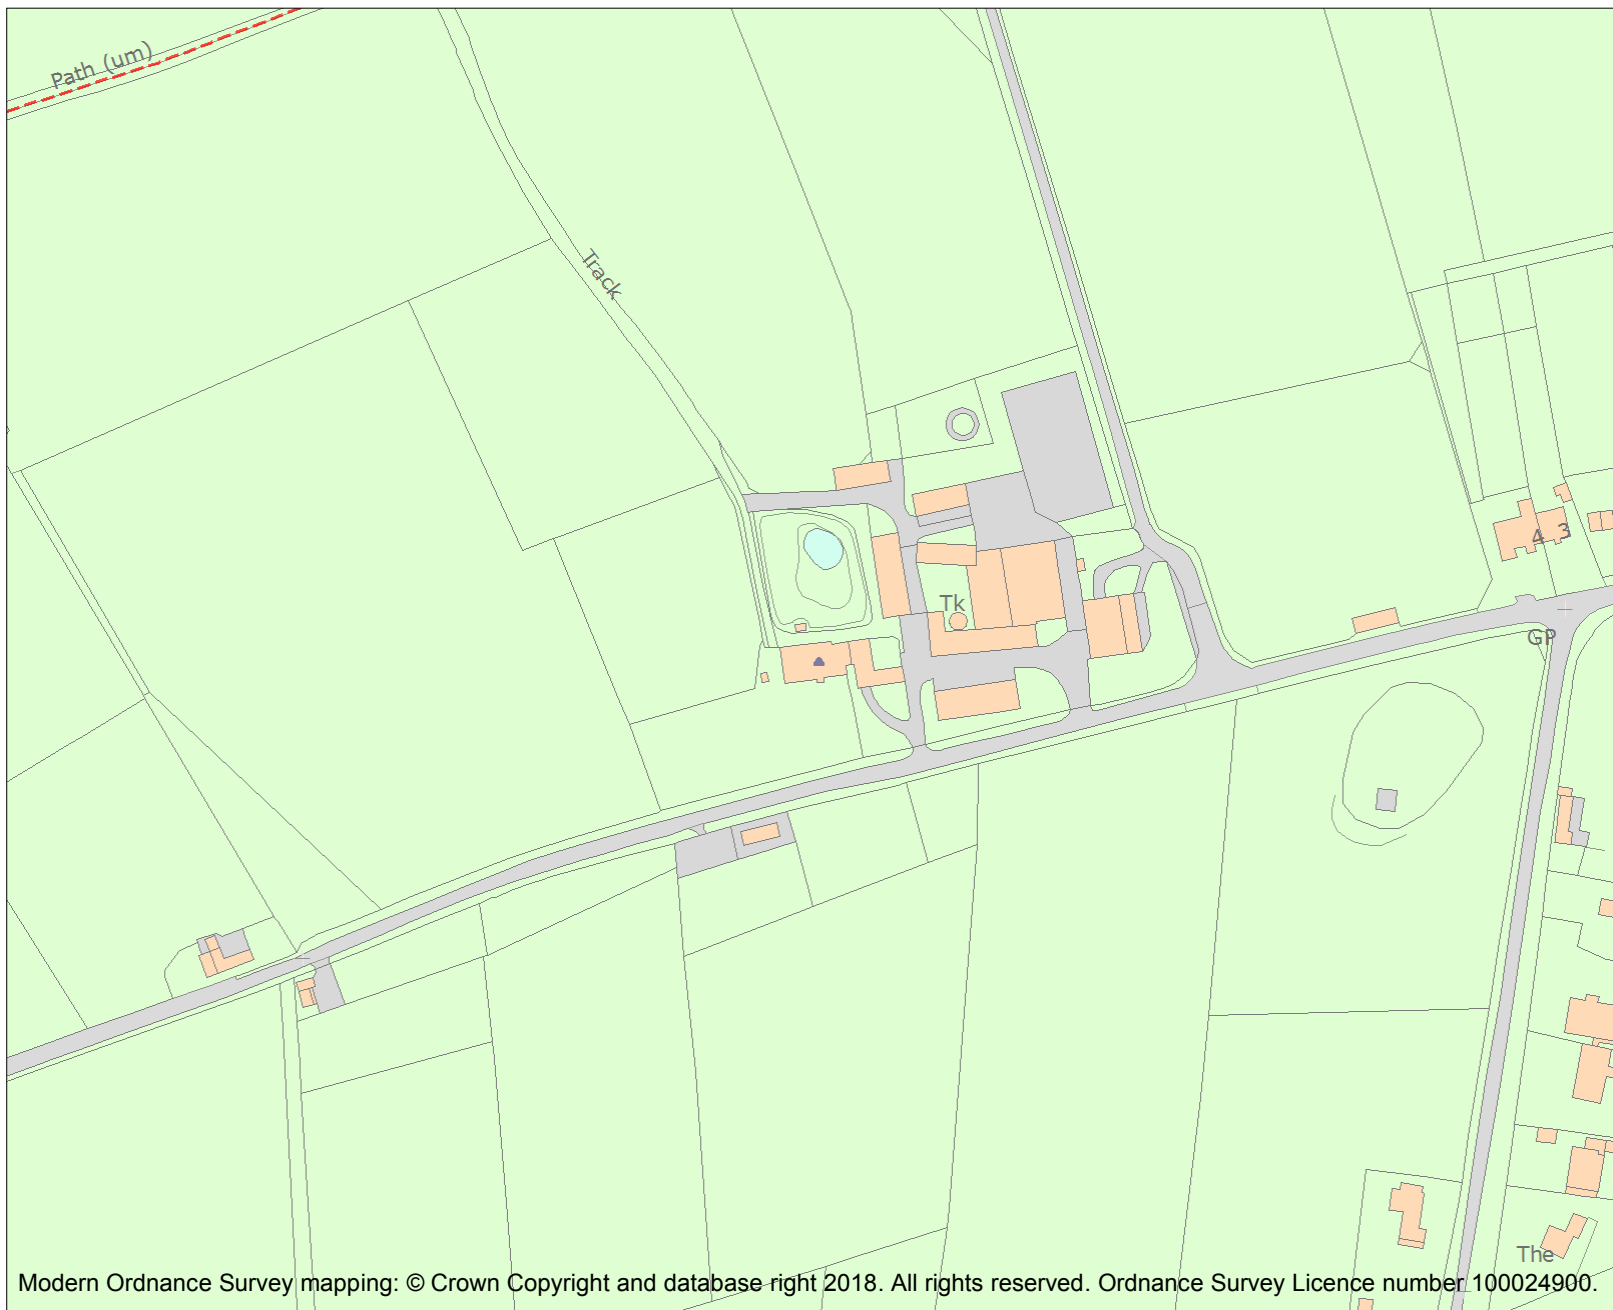 Path (um)
Track
Tk
4
3
GP
The
Modern Ordnance Survey mapping: © Crown Copyright and database right 2018. All rights reserved. Ordnance Survey Licence number 100024900.